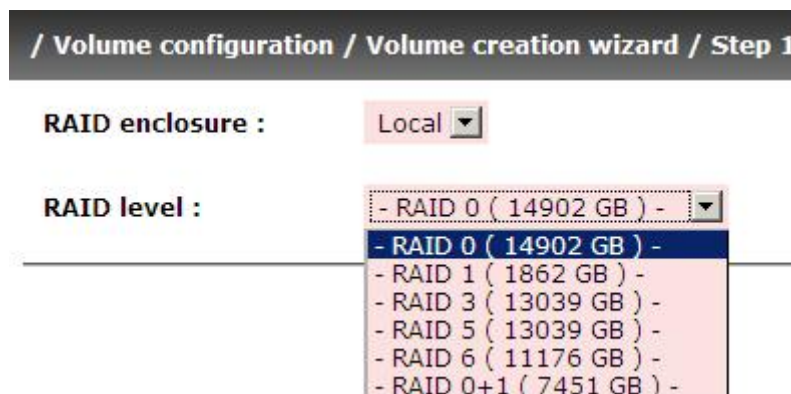 / Volume configuration / Volume creation wizard / Step 1
RAID enclosure : Local
RAID level : - RAID 0 ( 14902 GB ) -
- RAID 0 ( 14902 GB ) -
- RAID 1 ( 1862 GB ) -
- RAID 3 ( 13039 GB ) -
- RAID 5 ( 13039 GB ) -
- RAID 6 ( 11176 GB ) -
- RAID 0+1 ( 7451 GB ) -